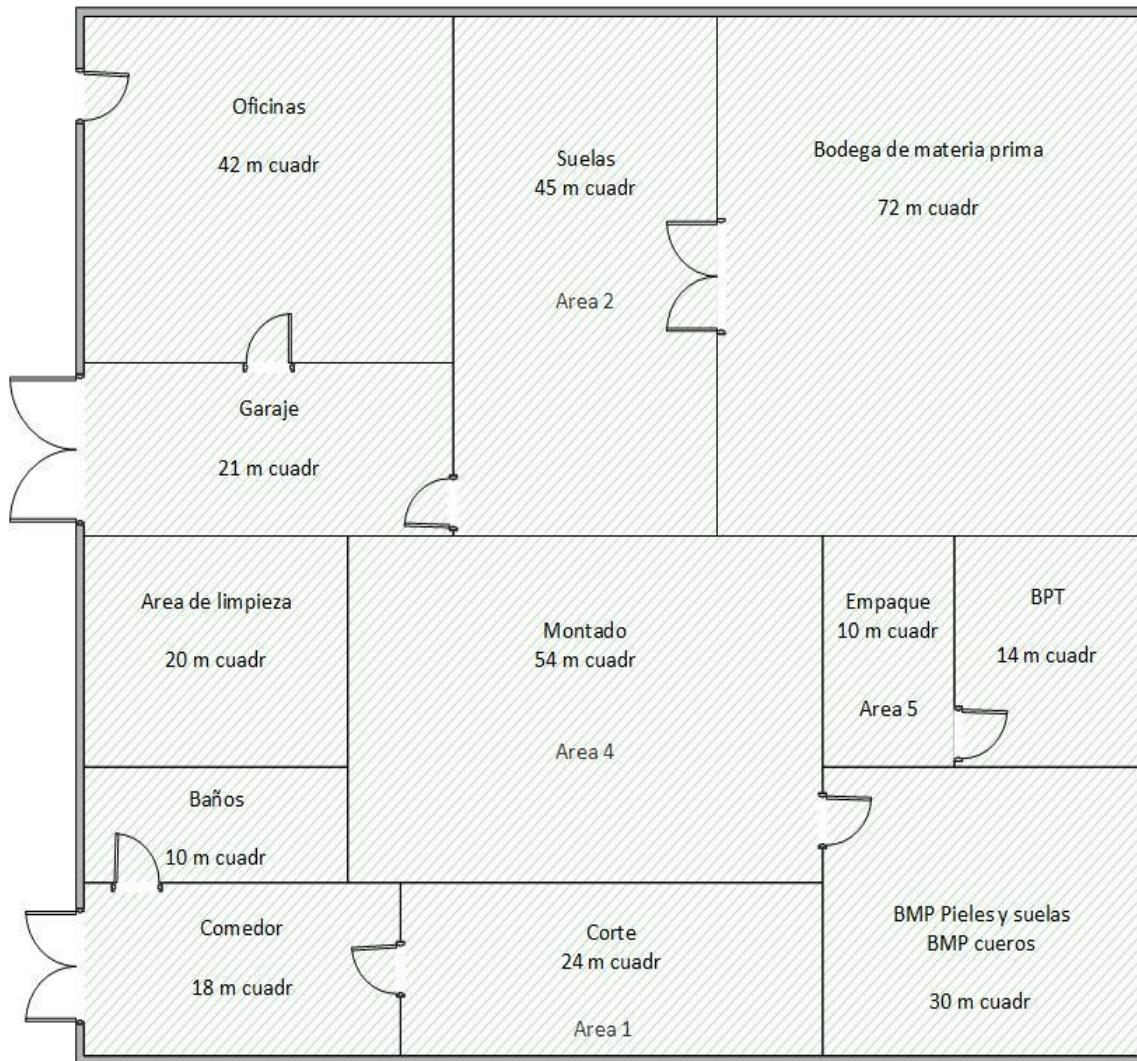 Oficinas
42 m cuadr
Suelas
45 m cuadr
Area 2
Bodega de materia prima
72 m cuadr
Garaje
21 m cuadr
Area de limpieza
20 m cuadr
Montado
54 m cuadr
Area 4
Empaque
10 m cuadr
Area 5
BPT
14 m cuadr
Baños
10 m cuadr
Comedor
18 m cuadr
Corte
24 m cuadr
Area 1
BMP Pieles y suelas
BMP cueros
30 m cuadr